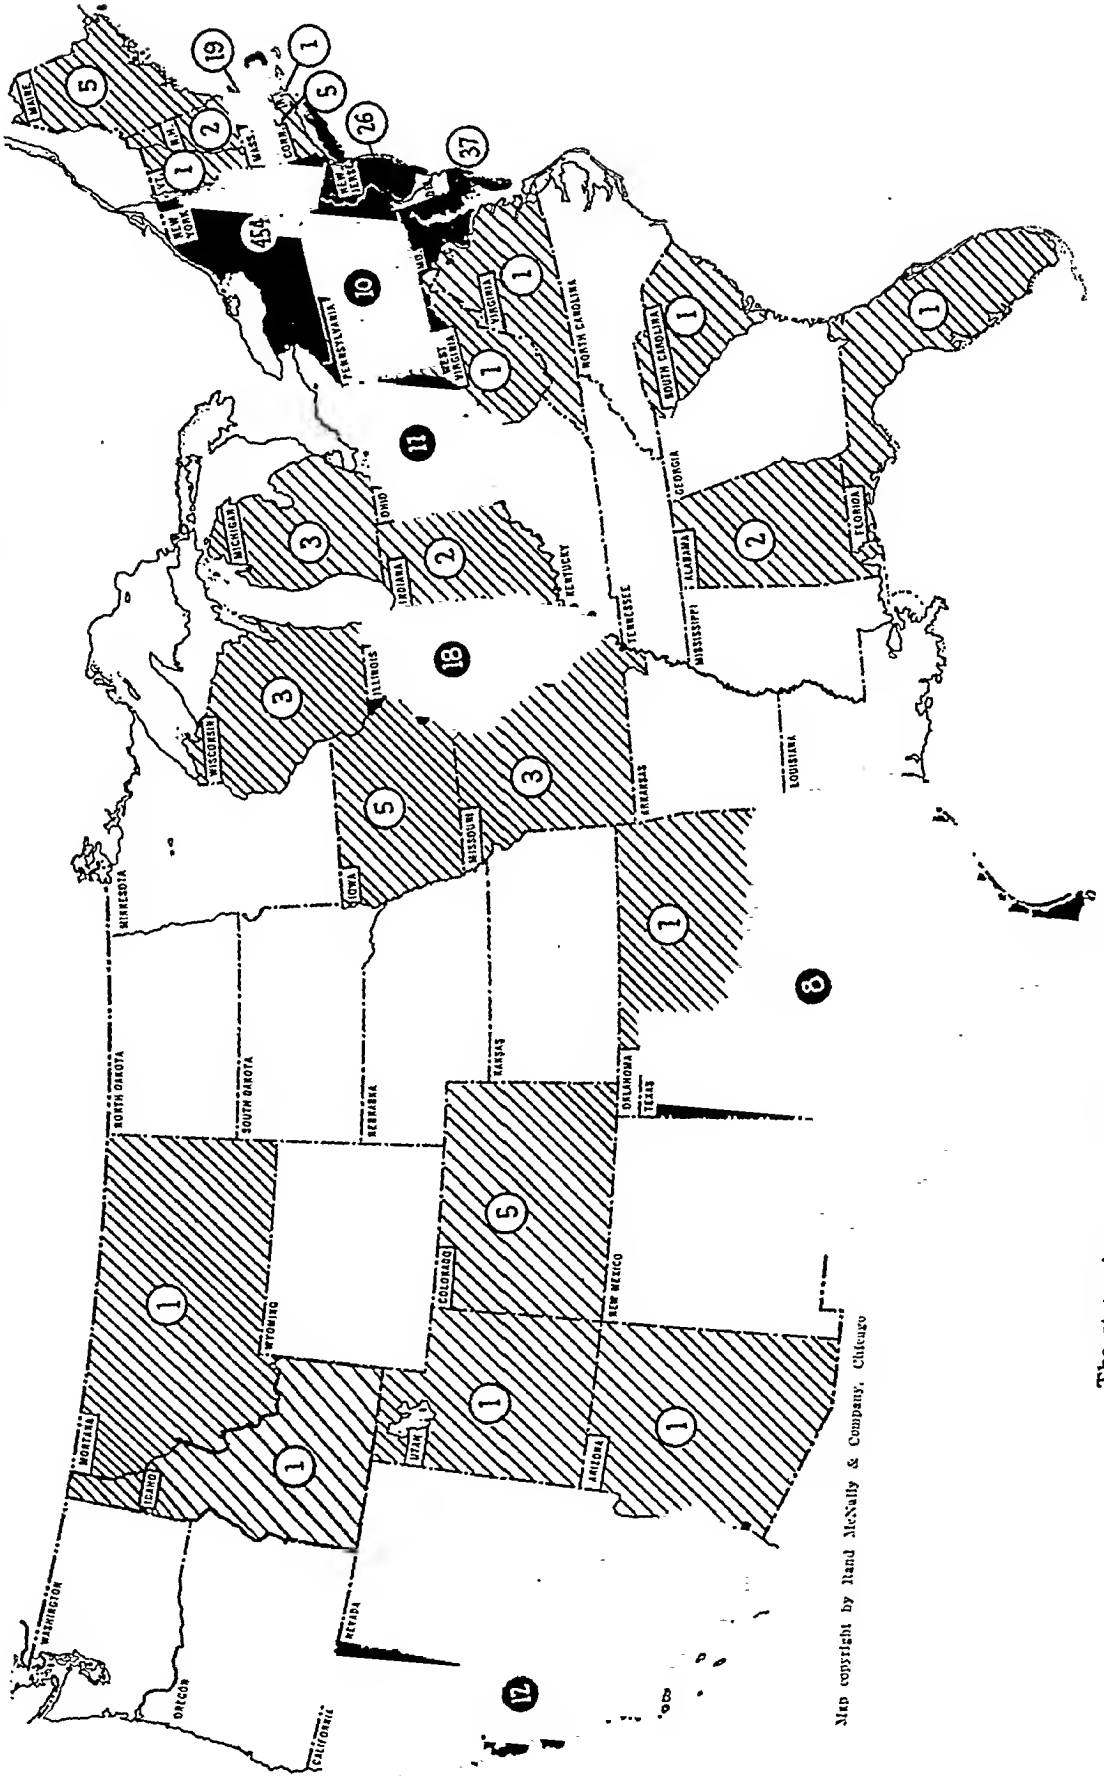 WASHINGTON
OREGON
CALIFORNIA
12
NEVADA
MONTANA
1
IDAHO
1
WYOMING
UTAH
1
COLORADO
5
ARIZONA
1
NEW MEXICO
NORTH DAKOTA
SOUTH DAKOTA
NEBRASKA
KANSAS
OKLAHOMA
1
TEXAS
8
MINNESOTA
IOWA
5
MISSOURI
3
ARKANSAS
LOUISIANA
WISCONSIN
3
ILLINOIS
18
MICHIGAN
3
INDIANA
2
OHIO
11
KENTUCKY
TENNESSEE
MISSISSIPPI
ALABAMA
2
GEORGIA
FLORIDA
1
SOUTH CAROLINA
1
NORTH CAROLINA
WEST
VIRGINIA
1
VIRGINIA
1
MD.
37
DEL.
PENNSYLVANIA
10
NEW
JERSEY
26
NEW
YORK
454
VT.
1
N.H.
2
MAINE
5
MASS.
19
CONN.
5
R.I.
1
Map copyright by Rand McNally & Company, Chicago